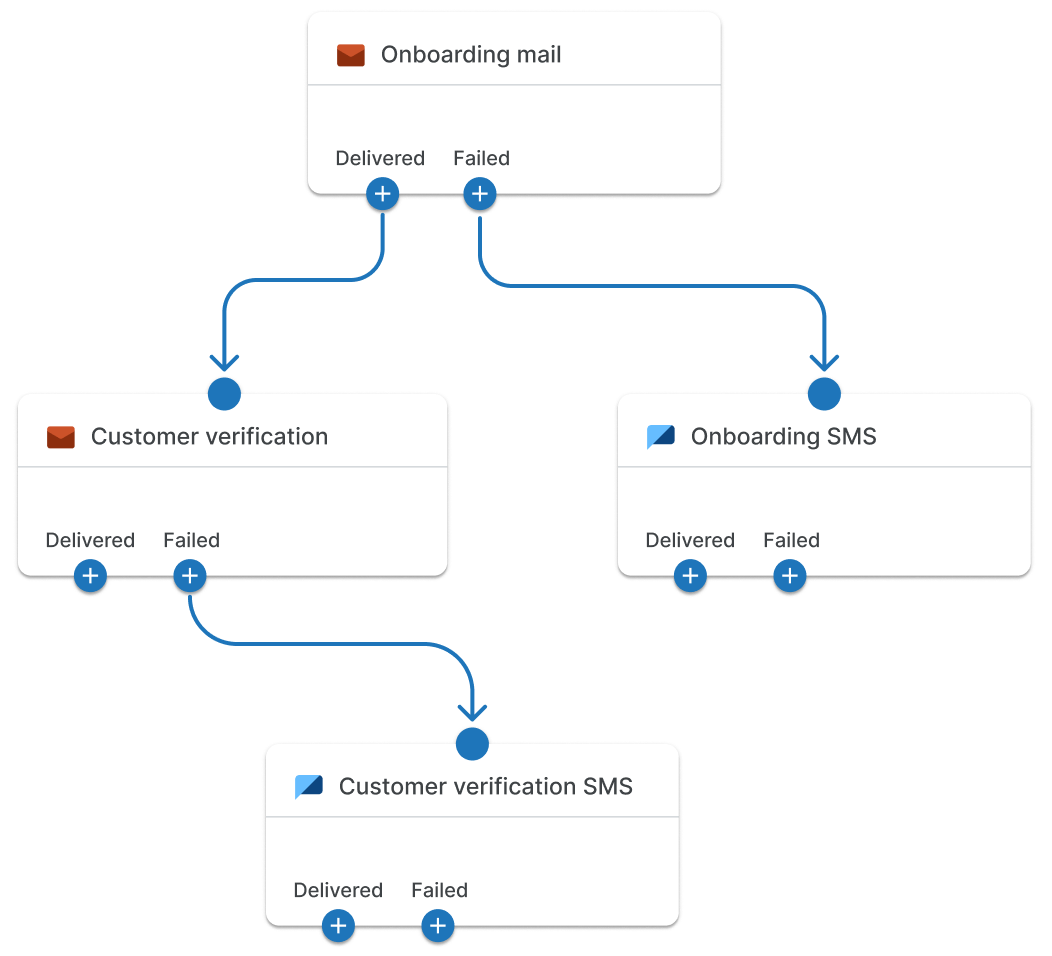 Onboarding mail
Delivered Failed
Customer verification
Delivered Failed
Onboarding SMS
Delivered Failed
Customer verification SMS
Delivered Failed